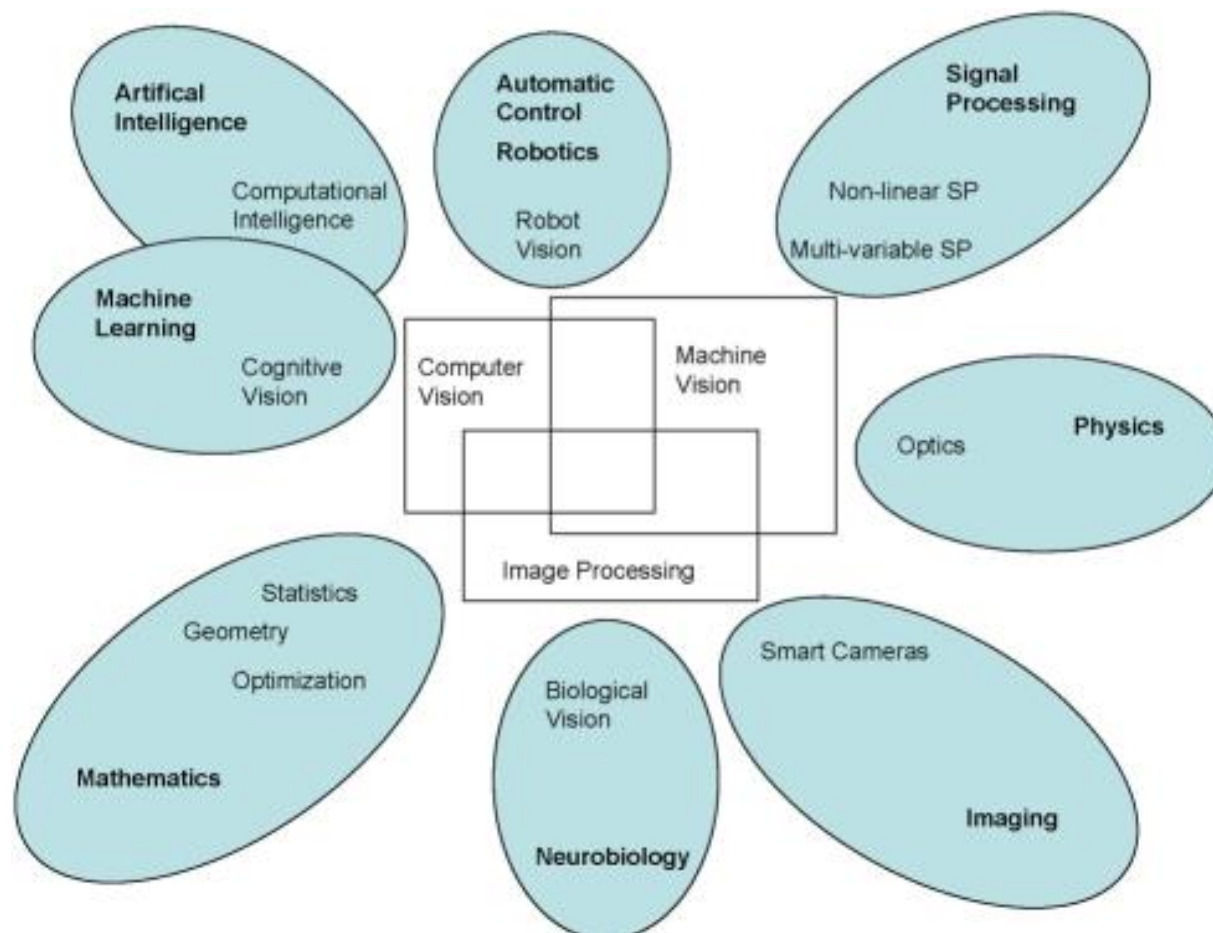 Artifical
Intelligence
Computational
Intelligence
Automatic
Control
Robotics
Robot
Vision
Signal
Processing
Non-linear SP
Multi-variable SP
Machine
Learning
Cognitive
Vision
Computer
Vision
Machine
Vision
Image Processing
Optics
Physics
Statistics
Geometry
Optimization
Mathematics
Biological
Vision
Neurobiology
Smart Cameras
Imaging